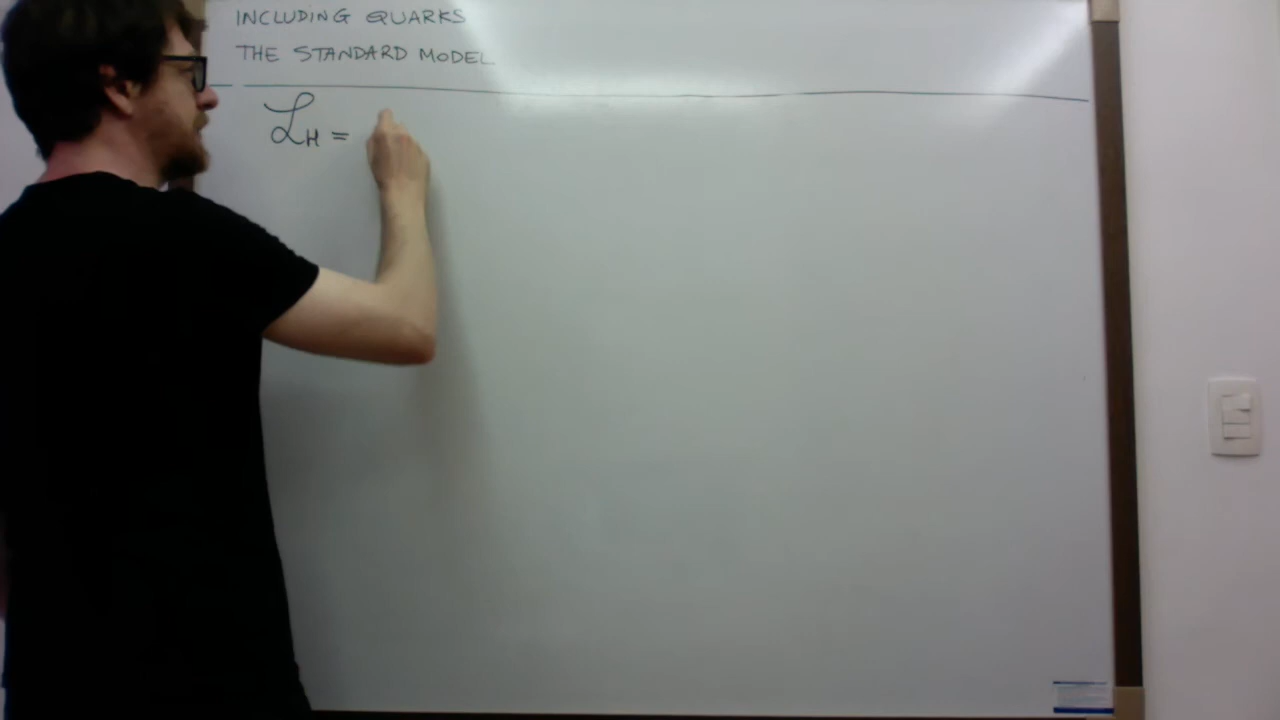 INCLUDING QUARKS
THE STANDARD MODEL
ℒH =